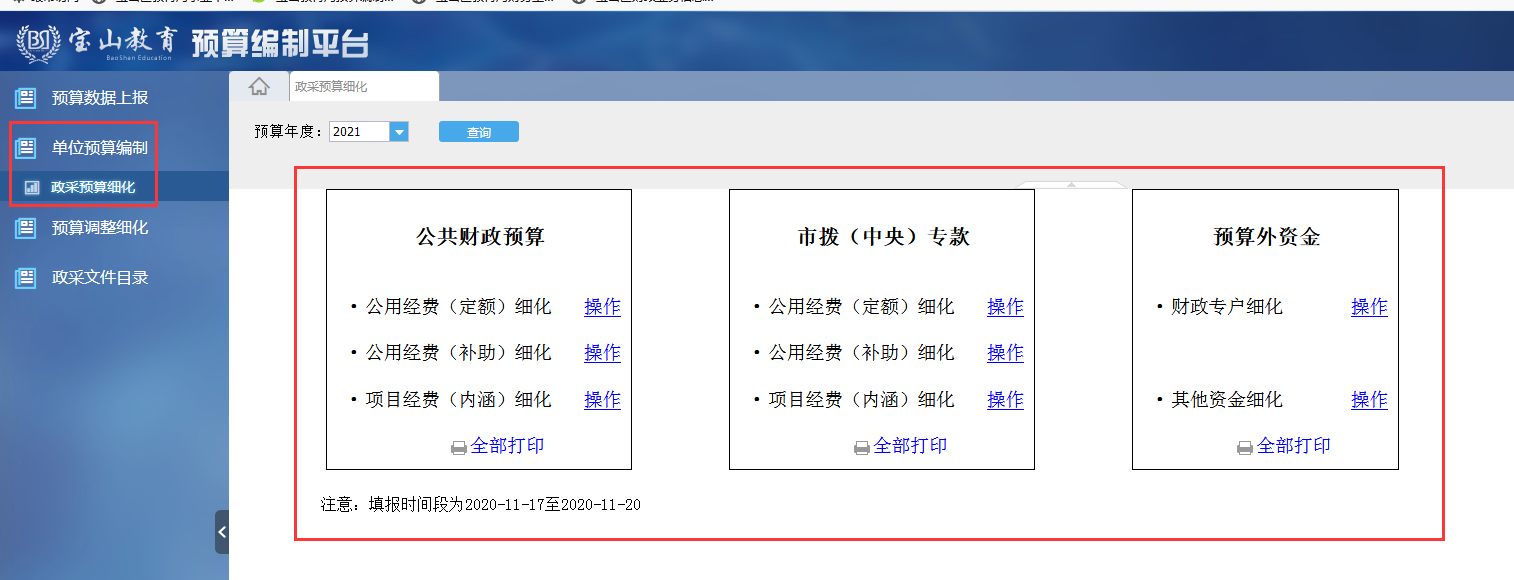 宝山教育 预算编制平台
BaoShan Education
预算数据上报
单位预算编制
政采预算细化
预算调整细化
政采文件目录
政采预算细化
预算年度： 2021 查询
公共财政预算
• 公用经费（定额）细化 操作
• 公用经费（补助）细化 操作
• 项目经费（内涵）细化 操作
全部打印
市拨（中央）专款
• 公用经费（定额）细化 操作
• 公用经费（补助）细化 操作
• 项目经费（内涵）细化 操作
全部打印
预算外资金
• 财政专户细化 操作
• 其他资金细化 操作
全部打印
注意：填报时间段为2020-11-17至2020-11-20